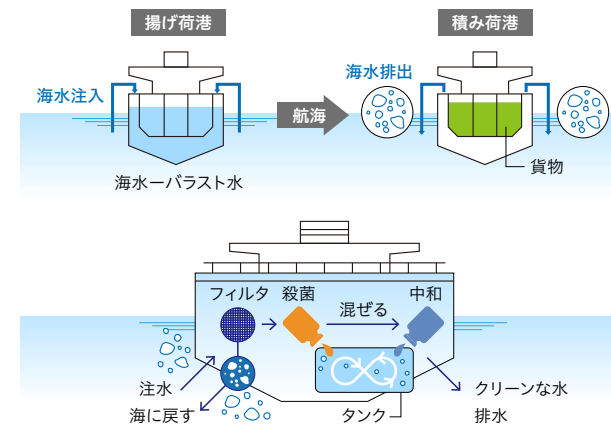 揚げ荷港
積み荷港
海水注入
航海
海水排出
貨物
海水ーバラスト水
フィルタ
殺菌
混ぜる
中和
注水
海に戻す
タンク
クリーンな水
排水